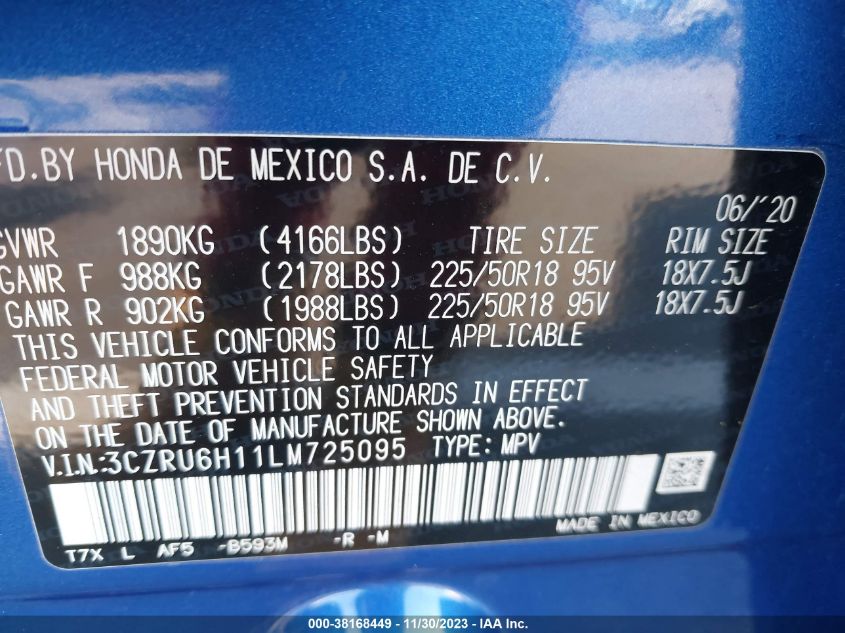 FD.BY HONDA DE MEXICO S.A. DE C.V.
06/'20
GVWR 1890KG (4166LBS) TIRE SIZE RIM SIZE
GAWR F 988KG (2178LBS) 225/50R18 95V 18X7.5J
GAWR R 902KG (1988LBS) 225/50R18 95V 18X7.5J
THIS VEHICLE CONFORMS TO ALL APPLICABLE
FEDERAL MOTOR VEHICLE SAFETY
AND THEFT PREVENTION STANDARDS IN EFFECT
ON THE DATE OF MANUFACTURE SHOWN ABOVE.
V.I.N.:3CZRU6H11LM725095 TYPE: MPV
MADE IN MEXICO
T7X L AF5 -B593M -R -M
000-38168449 - 11/30/2023 - IAA Inc.